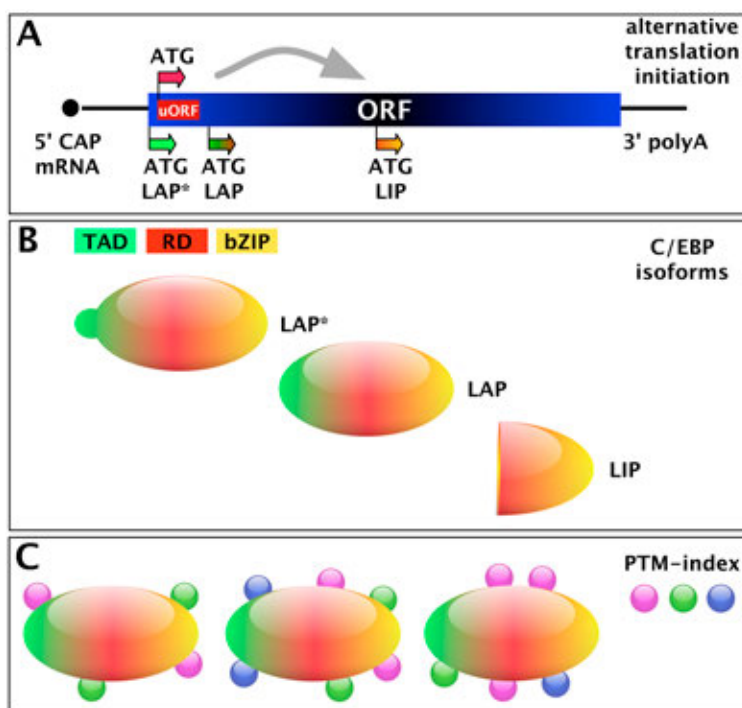 A
alternative
translation
initiation
ATG
uORF
ORF
5' CAP
mRNA
ATG
LAP*
ATG
LAP
ATG
LIP
3' polyA
B
TAD
RD
bZIP
C/EBP
isoforms
LAP*
LAP
LIP
C
PTM-index